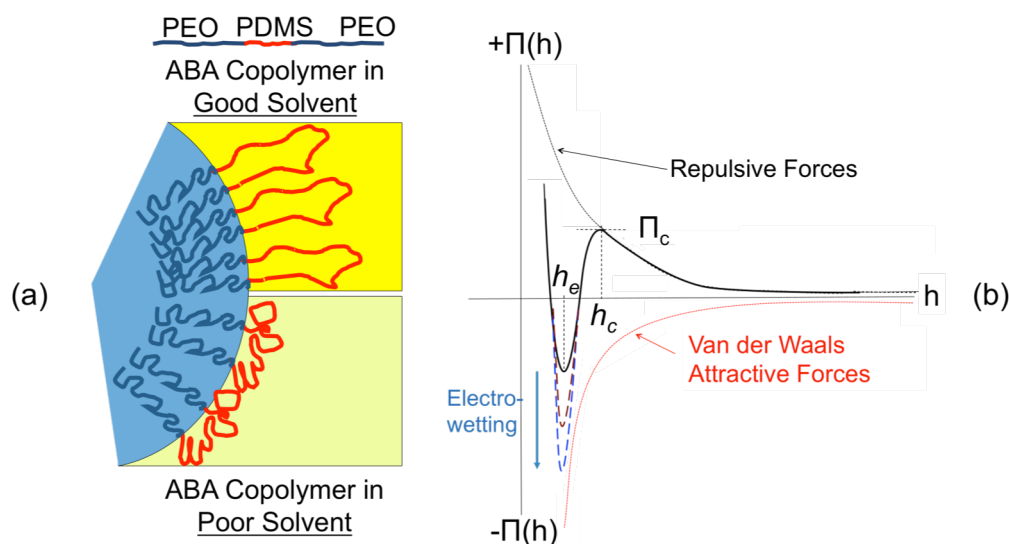 PEO PDMS PEO
ABA Copolymer in
Good Solvent
(a)
ABA Copolymer in
Poor Solvent
+Π(h)
Repulsive Forces
Πc
he
hc
h
(b)
Van der Waals
Attractive Forces
Electro-
wetting
-Π(h)